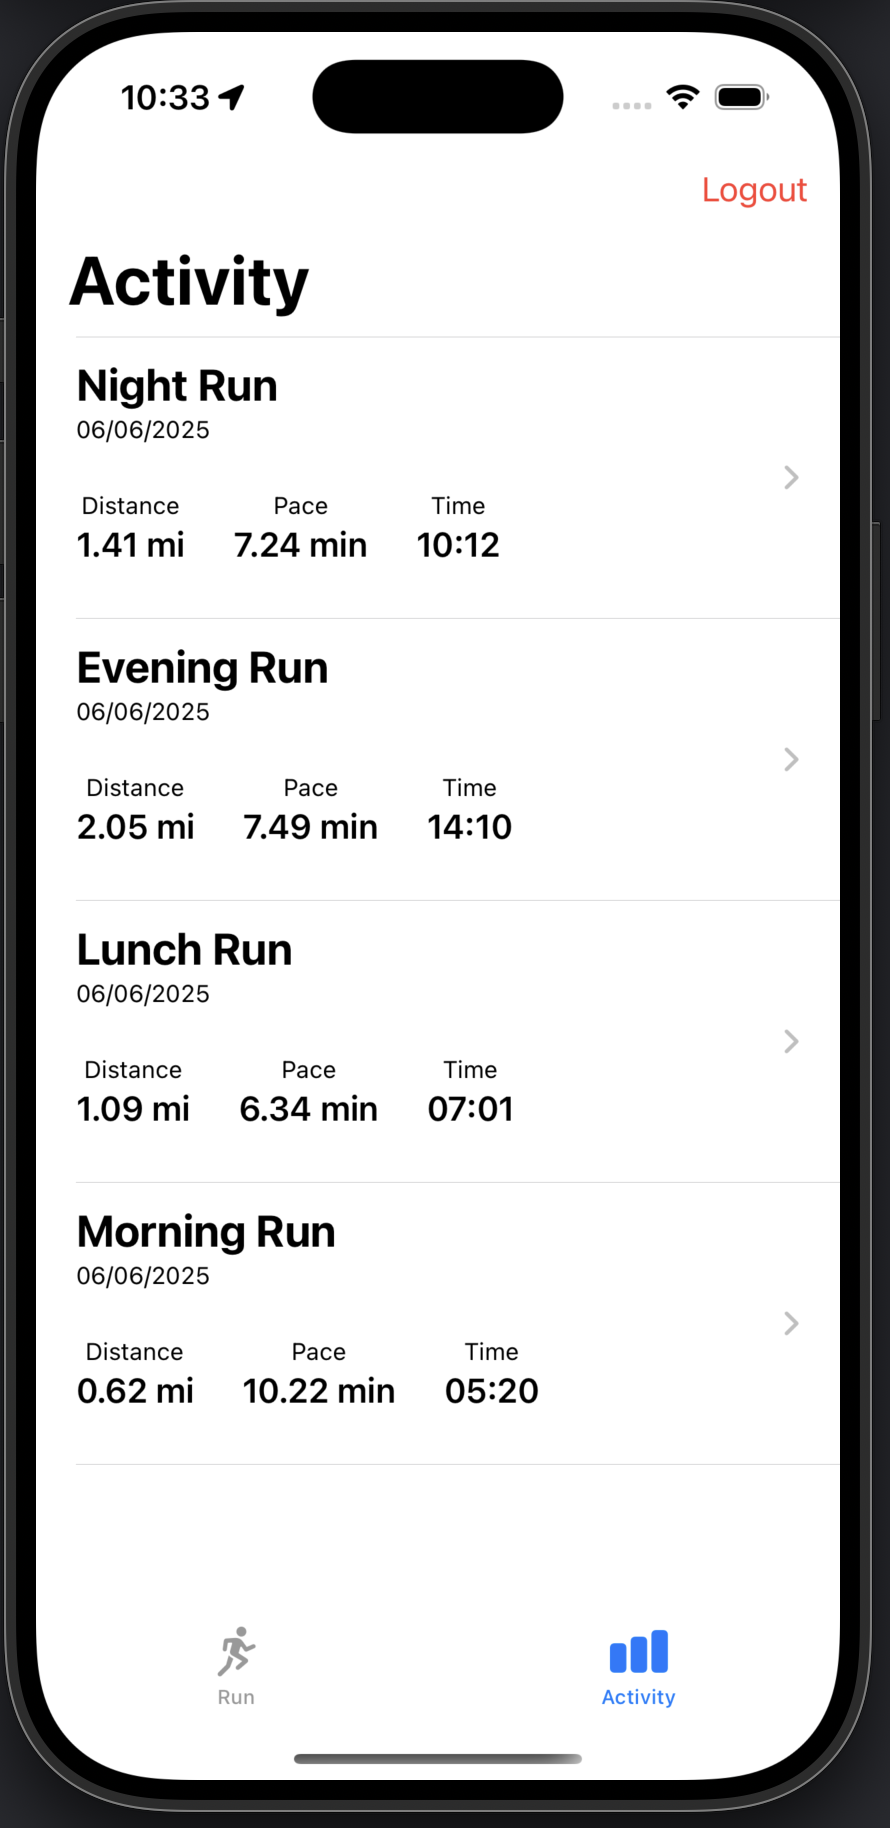 10:33
Logout
Activity
Night Run
06/06/2025
Distance Pace Time
1.41 mi 7.24 min 10:12
Evening Run
06/06/2025
Distance Pace Time
2.05 mi 7.49 min 14:10
Lunch Run
06/06/2025
Distance Pace Time
1.09 mi 6.34 min 07:01
Morning Run
06/06/2025
Distance Pace Time
0.62 mi 10.22 min 05:20
Run Activity